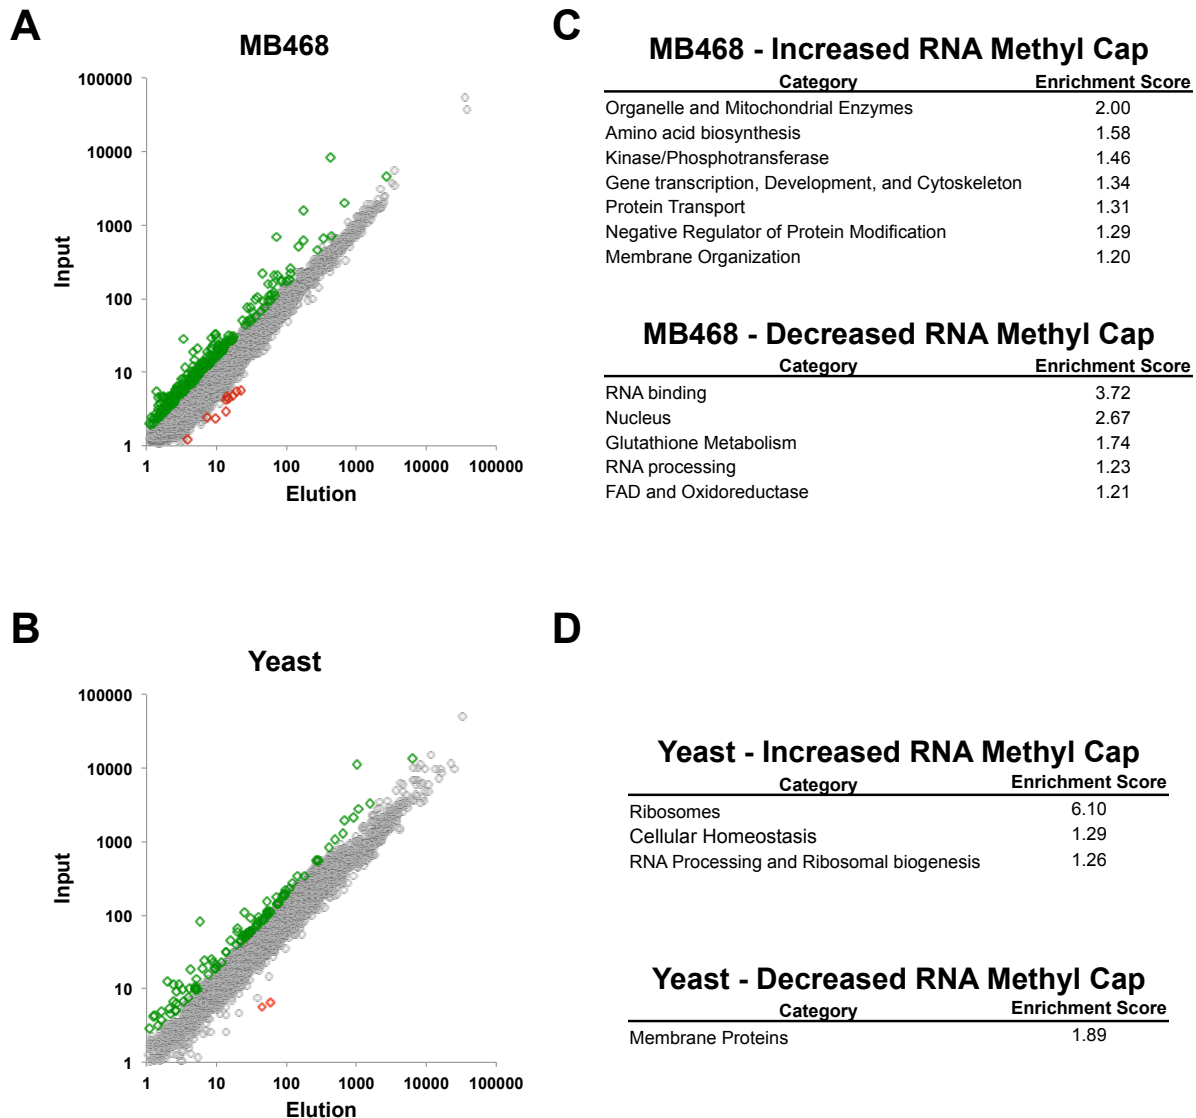 A
MB468
100000
10000
1000
100
10
1
Input
1 10 100 1000 10000 100000
Elution
C
MB468 - Increased RNA Methyl Cap
Category Enrichment Score
Organelle and Mitochondrial Enzymes 2.00
Amino acid biosynthesis 1.58
Kinase/Phosphotransferase 1.46
Gene transcription, Development, and Cytoskeleton 1.34
Protein Transport 1.31
Negative Regulator of Protein Modification 1.29
Membrane Organization 1.20
MB468 - Decreased RNA Methyl Cap
Category Enrichment Score
RNA binding 3.72
Nucleus 2.67
Glutathione Metabolism 1.74
RNA processing 1.23
FAD and Oxidoreductase 1.21
B
Yeast
100000
10000
1000
100
10
1
Input
1 10 100 1000 10000 100000
Elution
D
Yeast - Increased RNA Methyl Cap
Category Enrichment Score
Ribosomes 6.10
Cellular Homeostasis 1.29
RNA Processing and Ribosomal biogenesis 1.26
Yeast - Decreased RNA Methyl Cap
Category Enrichment Score
Membrane Proteins 1.89